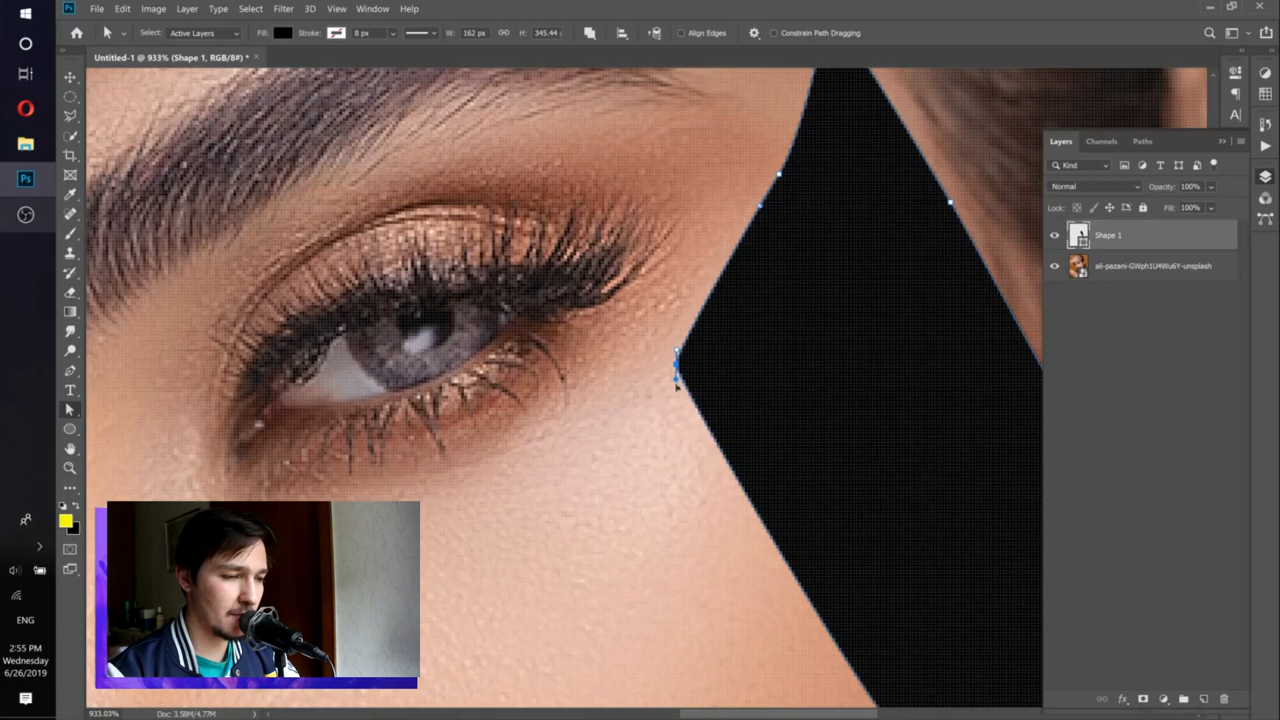 Ps File Edit Image Layer Type Select Filter 3D View Window Help
Select: Active Layers Fill: Stroke: 8 px W: 162 px H: 345.44 Align Edges Constrain Path Dragging
Untitled-1 @ 933% (Shape 1, RGB/8#) *
Layers Channels Paths
Kind
Normal Opacity: 100%
Lock: Fill: 100%
Shape 1
ali-pazani-GWph1U4Wu6Y-unsplash
Ps
ENG
2:55 PM
Wednesday
6/26/2019
933.03% Doc: 3.58M/4.77M